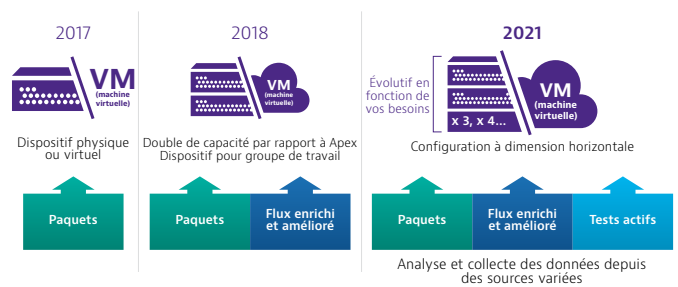 2017
VM
(machine
virtuelle)
Dispositif physique
ou virtuel
Paquets
2018
VM
(machine
virtuelle)
Double de capacité par rapport à Apex
Dispositif pour groupe de travail
Paquets
Flux enrichi
et amélioré
2021
Évolutif en
fonction de
vos besoins
x 3, x 4...
VM
(machine
virtuelle)
Configuration à dimension horizontale
Paquets
Flux enrichi
et amélioré
Tests actifs
Analyse et collecte des données depuis
des sources variées